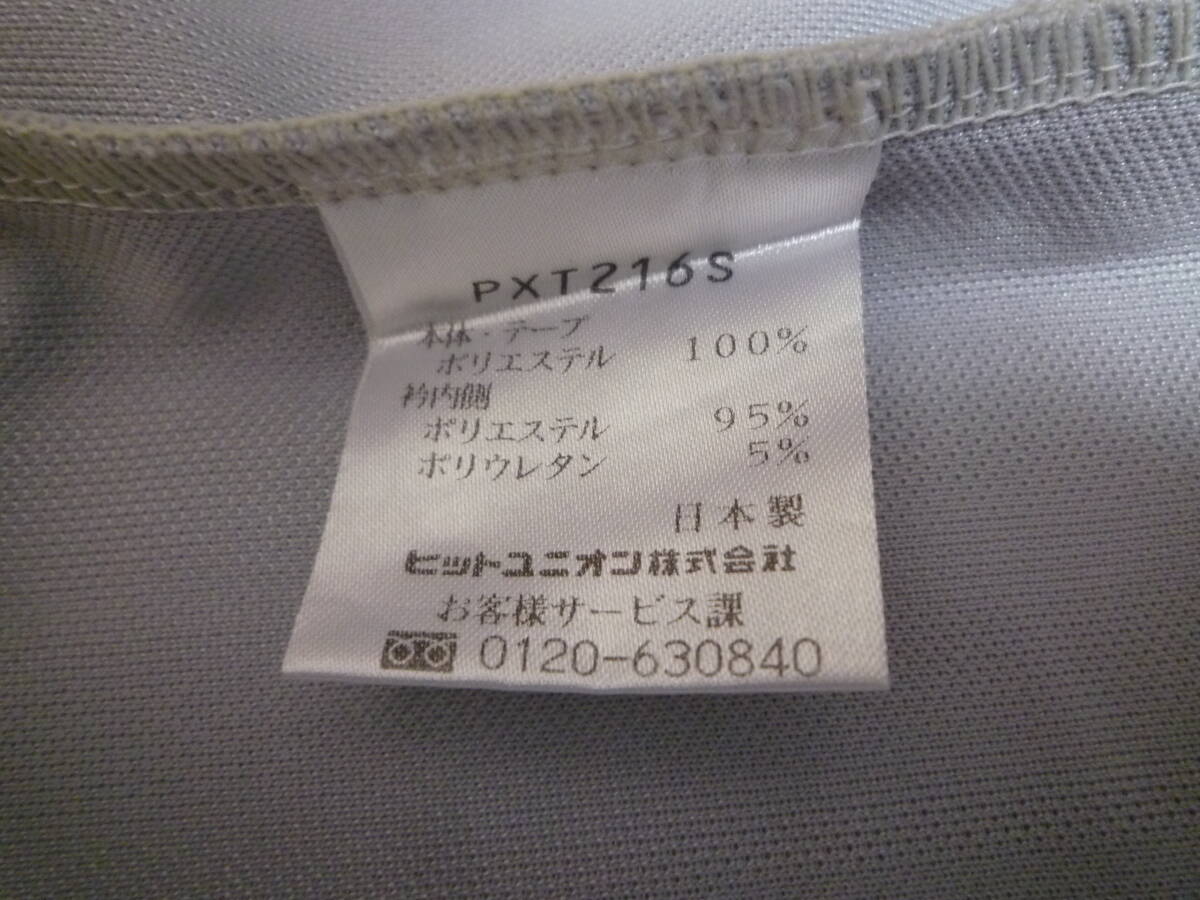 PXT216S
本体・テープ
ポリエステル 100%
衿内側
ポリエステル 95%
ポリウレタン 5%
日本製
ヒットユニオン株式会社
お客様サービス課
0120-630840